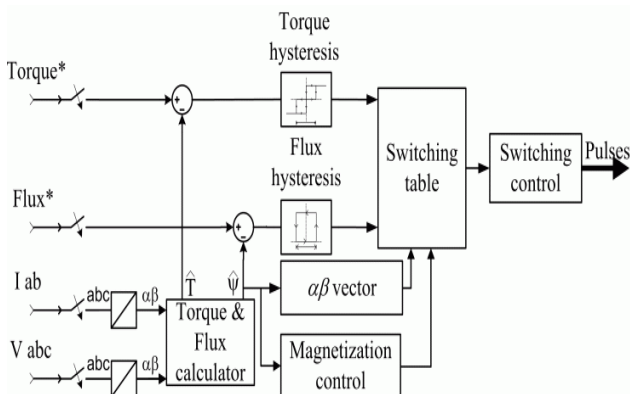 Torque
hysteresis
Torque*
+
-
Flux
hysteresis
Switching
table
Switching
control
Pulses
Flux*
+
-
I ab
abc
αβ
T̂
ψ̂
αβ vector
Torque &
Flux
calculator
V abc
abc
αβ
Magnetization
control